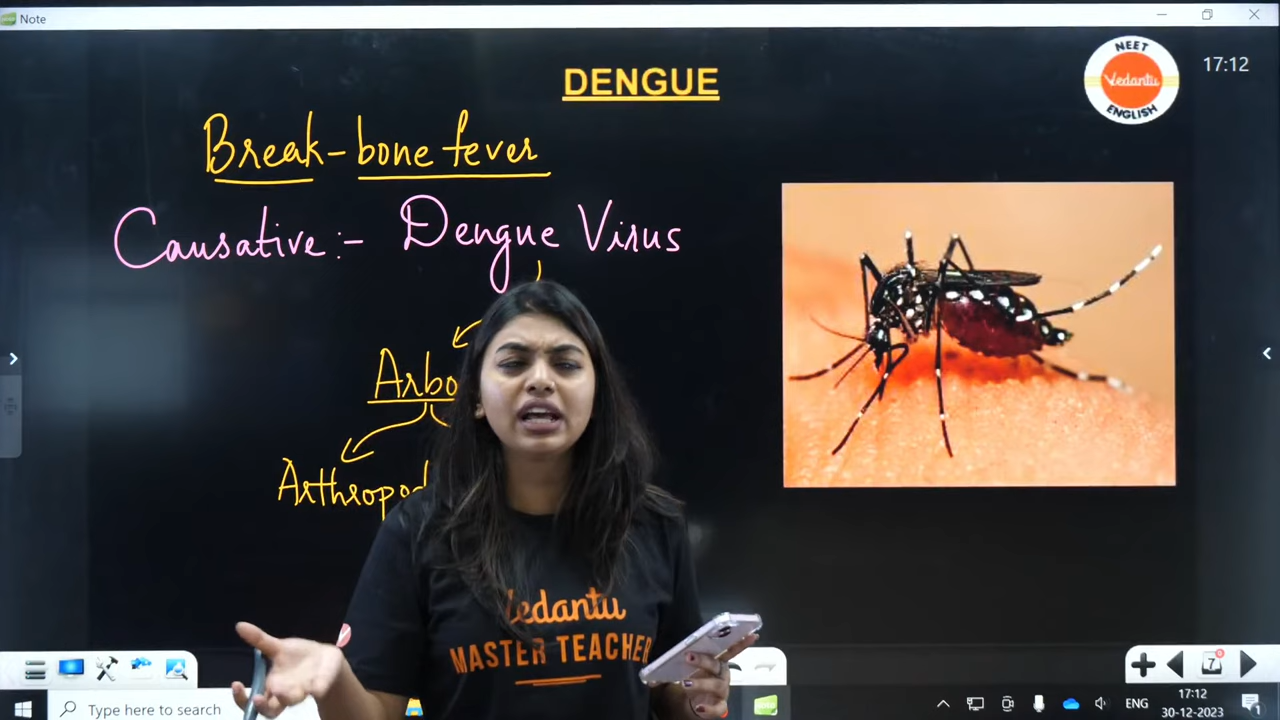 Note
DENGUE
NEET
Vedantu
ENGLISH
17:12
Break-bone fever
Causative:- Dengue Virus
Arbo
Arthropod
Vedantu
MASTER TEACHER
7
Type here to search
ENG
17:12
30-12-2023